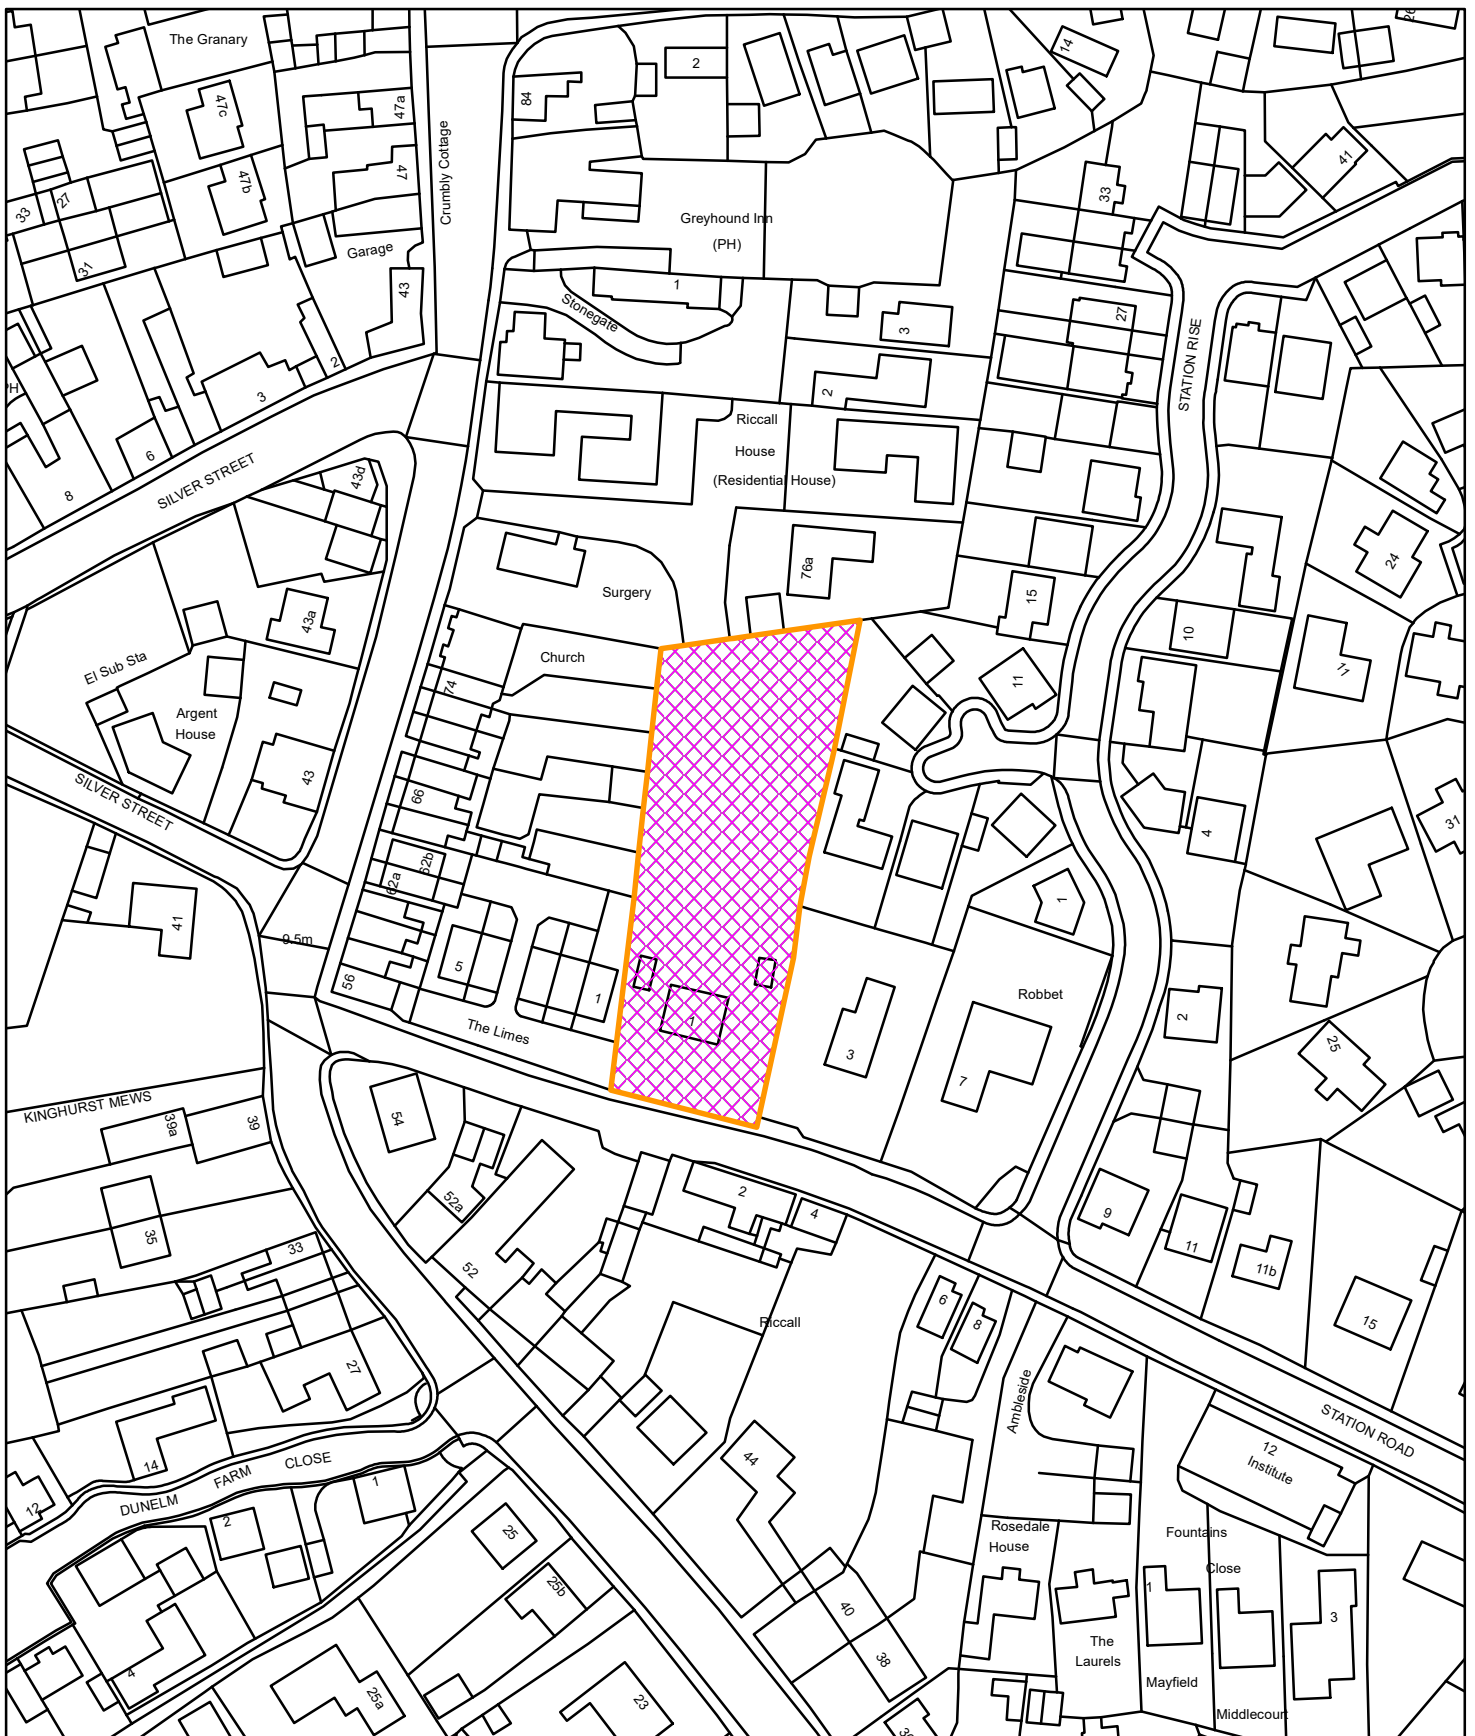 The Granary
47c
47a
84
2
14
26
Crumbly Cottage
47
47b
33
27
31
Garage
43
Greyhound Inn
(PH)
33
41
1
Stonegate
3
27
STATION RISE
2
3
2
PH
6
8
SILVER STREET
43d
Riccall
House
(Residential House)
76a
24
Surgery
15
43a
10
11
El Sub Sta
Church
74
11
Argent
House
43
SILVER STREET
66
4
31
62b
62a
1
41
9.5m
5
56
1
The Limes
1
3
Robbet
7
2
25
KINGHURST MEWS
39a
39
54
52a
2
4
9
11
11b
35
33
52
6
8
Riccall
15
27
Ambleside
STATION ROAD
14
DUNELM FARM CLOSE
12
1
2
44
12
Institute
25
25b
Rosedale
House
Fountains
Close
1
3
40
38
The
Laurels
Mayfield
Middlecourt
4
25a
23